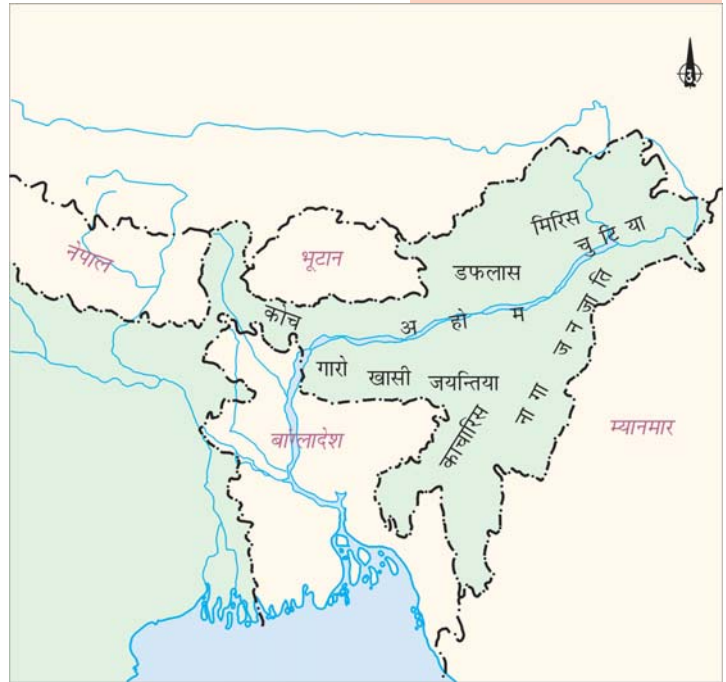 उ
मिरिस
चुटिया
नेपाल
भूटान
डफलास
कोच
अहोम
जनजाति
गारो
खासी
जयन्तिया
नागा
काचारिस
बांग्लादेश
म्यानमार